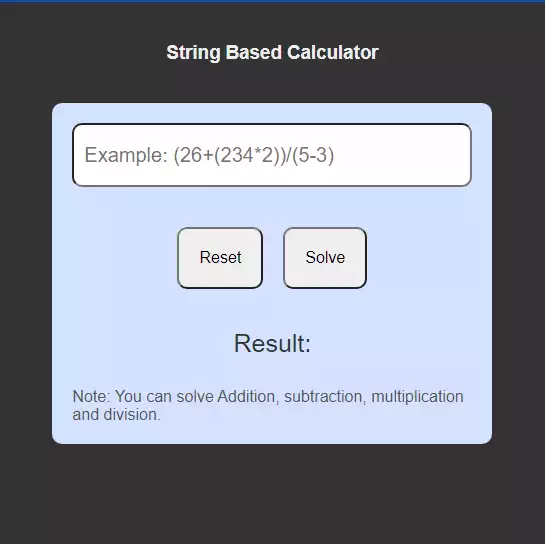 String Based Calculator
Example: (26+(234*2))/(5-3)
Reset
Solve
Result:
Note: You can solve Addition, subtraction, multiplication
and division.